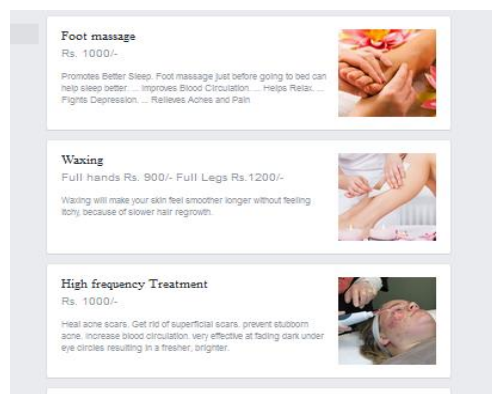 Foot massage
Rs. 1000/-
Promotes Better Sleep. Foot massage just before going to bed can
help sleep better. ... Improves Blood Circulation. ... Helps Relax. ...
Fights Depression. ... Relieves Aches and Pain
Waxing
Full hands Rs. 900/- Full Legs Rs.1200/-
Waxing will make your skin feel smoother longer without feeling
itchy, because of slower hair regrowth.
High frequency Treatment
Rs. 1000/-
Heal acne scars. Get rid of superficial scars. prevent stubborn
acne. increase blood circulation. very effective at fading dark under
eye circles resulting in a fresher, brighter.